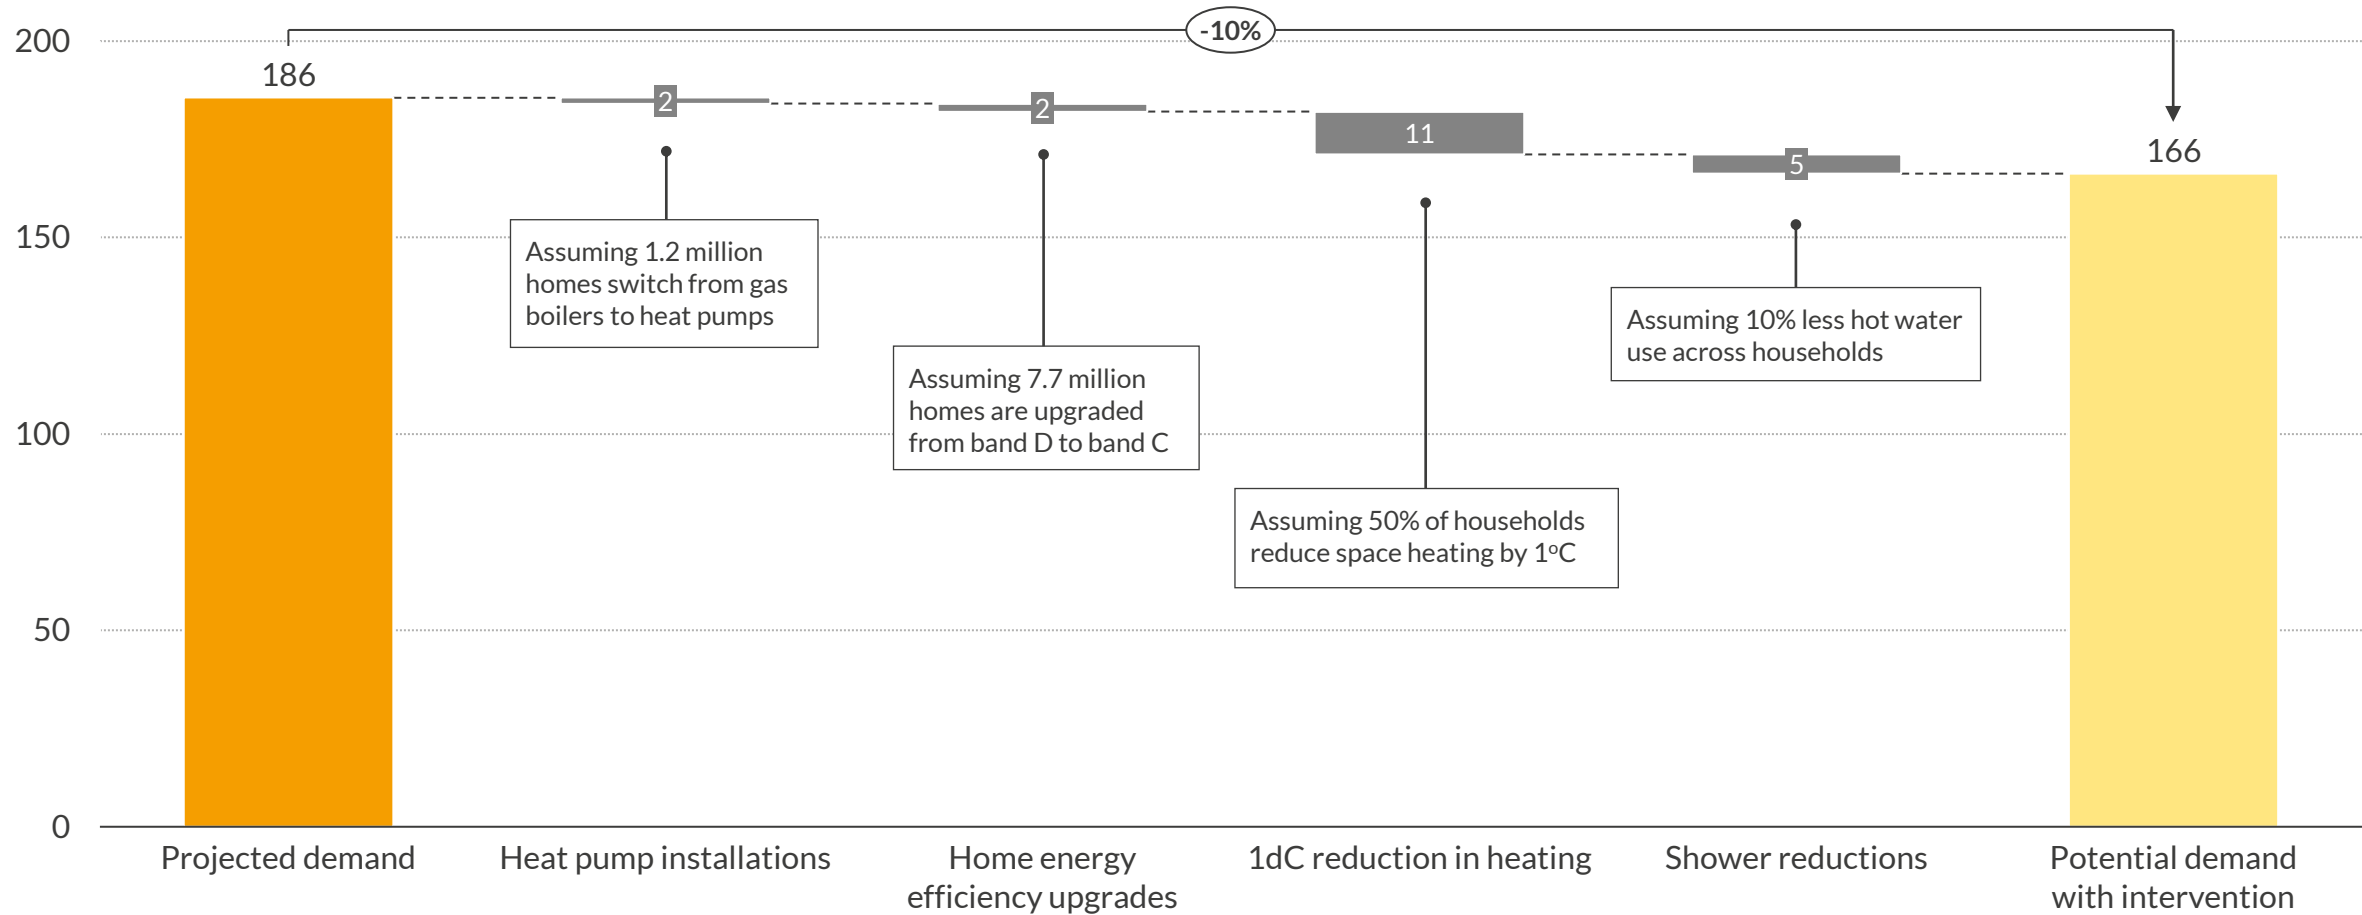 -10%
200
186
2
2
11
5
166
150
Assuming 1.2 million
homes switch from gas
boilers to heat pumps
Assuming 7.7 million
homes are upgraded
from band D to band C
Assuming 50% of households
reduce space heating by 1ºC
Assuming 10% less hot water
use across households
100
50
0
Projected demand
Heat pump installations
Home energy
efficiency upgrades
1dC reduction in heating
Shower reductions
Potential demand
with intervention